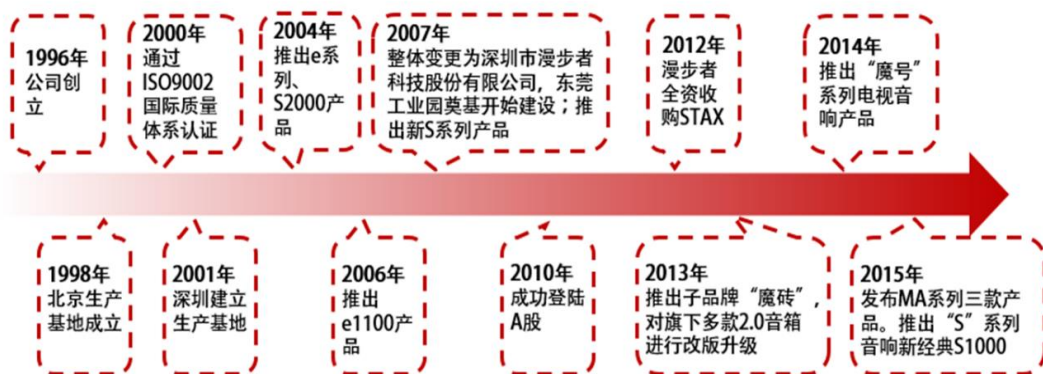 1996年
公司创
立
2000年
通过
ISO9002
国际质量
体系认证
2004年
推出e系
列、
S2000产
品
2007年
整体变更为深圳市漫步者
科技股份有限公司，东莞
工业园奠基开始建设；推
出新S系列产品
2012年
漫步者
全资收
购STAX
2014年
推出“魔号”
系列电视音
响产品
1998年
北京生产
基地成立
2001年
深圳建立
生产基地
2006年
推出
e1100产
品
2010年
成功登陆
A股
2013年
推出子品牌“魔砖”，
对旗下多款2.0音箱
进行改版升级
2015年
发布MA系列三款产
品。推出“S”系列
音响新经典S1000